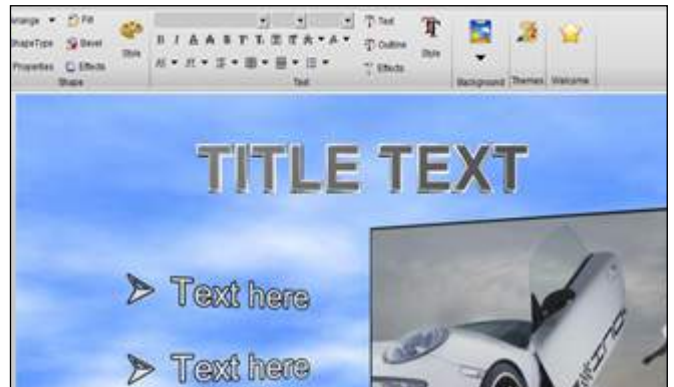 Arrange Fill Text
ShapeType Bevel Style B I Outline Style
Properties Effects Effects Background Themes Welcome
Shape Text
TITLE TEXT
Text here
Text here